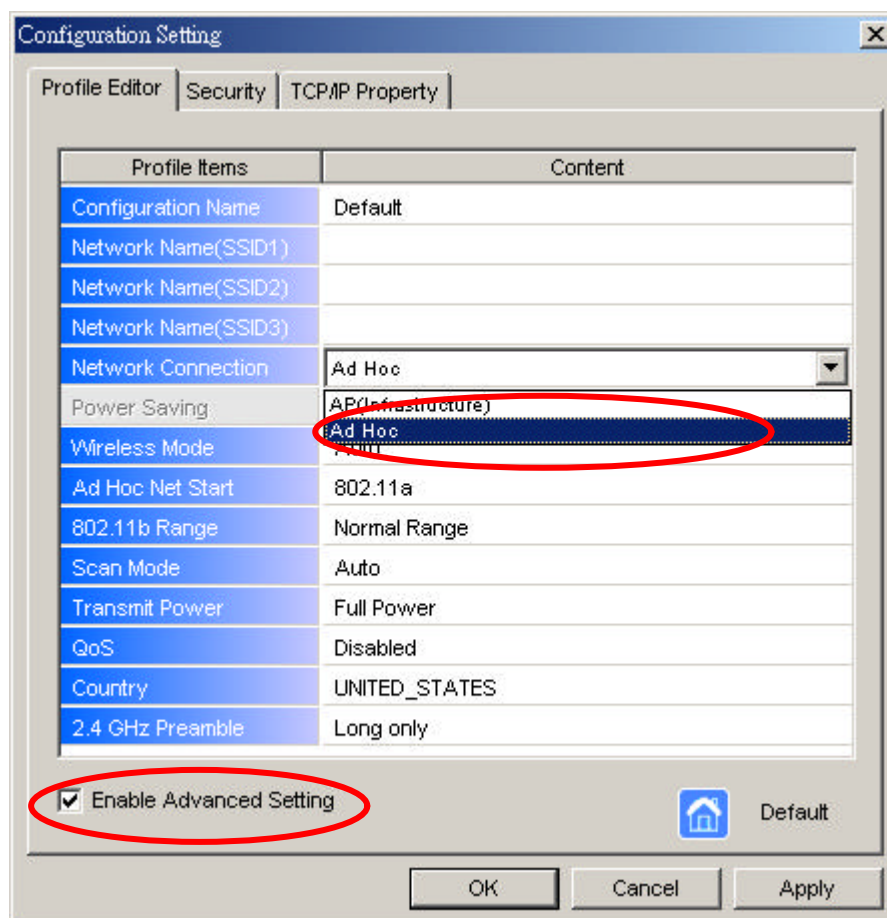 Configuration Setting
Profile Editor Security TCP/IP Property
Profile Items Content
Configuration Name Default
Network Name(SSID1)
Network Name(SSID2)
Network Name(SSID3)
Network Connection Ad Hoc
Power Saving AP(Infrastructure)
Ad Hoc
Wireless Mode Auto
Ad Hoc Net Start 802.11a
802.11b Range Normal Range
Scan Mode Auto
Transmit Power Full Power
QoS Disabled
Country UNITED_STATES
2.4 GHz Preamble Long only
Enable Advanced Setting Default
OK Cancel Apply